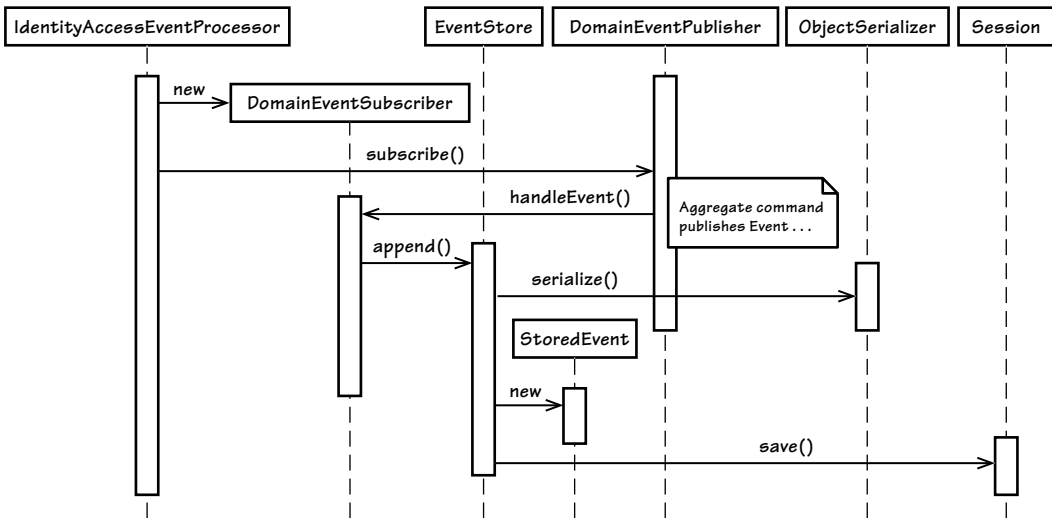 IdentityAccessEventProcessor
EventStore
DomainEventPublisher
ObjectSerializer
Session
new
DomainEventSubscriber
subscribe()
handleEvent()
Aggregate command
publishes Event . . .
append()
serialize()
StoredEvent
new
save()